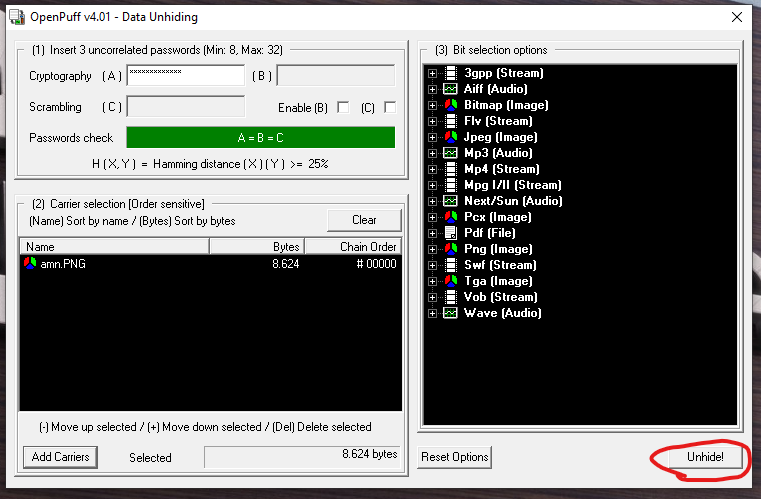 OpenPuff v4.01 - Data Unhiding
(1) Insert 3 uncorrelated passwords (Min: 8, Max: 32)
Cryptography (A) ************* (B)
Scrambling (C) Enable (B) (C)
Passwords check A = B = C
H ( X, Y ) = Hamming distance ( X ) ( Y ) >= 25%
(2) Carrier selection [Order sensitive]
(Name) Sort by name / (Bytes) Sort by bytes
Clear
Name Bytes Chain Order
amn.PNG 8.624 # 00000
(-) Move up selected / (+) Move down selected / (Del) Delete selected
Add Carriers Selected 8.624 bytes
(3) Bit selection options
3gpp (Stream)
Aiff (Audio)
Bitmap (Image)
Flv (Stream)
Jpeg (Image)
Mp3 (Audio)
Mp4 (Stream)
Mpg I/II (Stream)
Next/Sun (Audio)
Pcx (Image)
Pdf (File)
Png (Image)
Swf (Stream)
Tga (Image)
Vob (Stream)
Wave (Audio)
Reset Options Unhide!